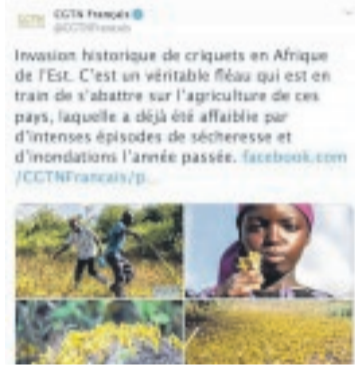 CGTN Français
@CGTNFrancais
Invasion historique de criquets en Afrique
de l'Est. C'est un véritable fléau qui est en
train de s'abattre sur l'agriculture de ces
pays, laquelle a déjà été affaiblie par
d'intenses épisodes de sécheresse et
d'inondations l'année passée. facebook.com
/CGTNFrancais/p...